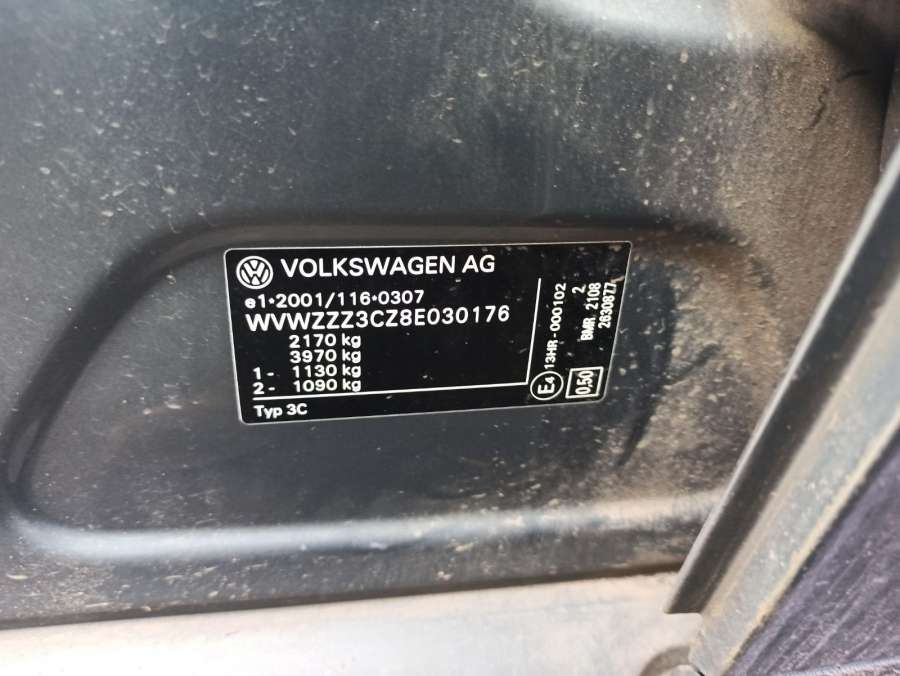 VOLKSWAGEN AG
e1*2001/116*0307
WVWZZZ3CZ8E030176
2170 kg
3970 kg
1 - 1130 kg
2 - 1090 kg
Typ 3C
E4 13HR-000102
2
BMR 2108
2630877
0,50